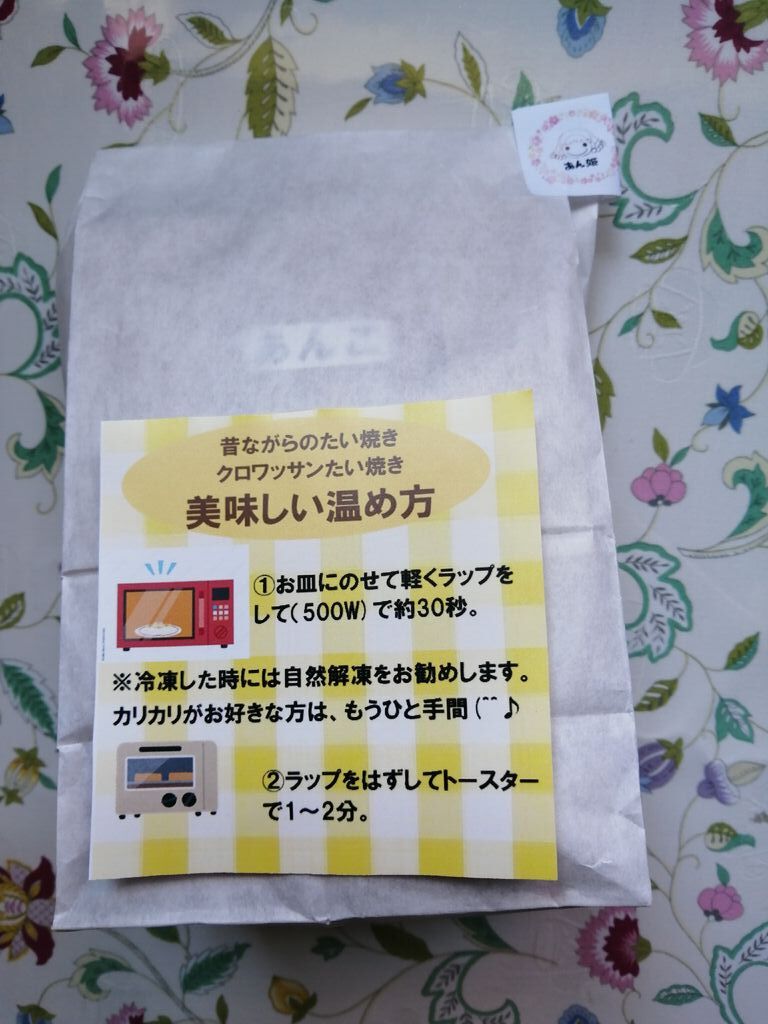 あん姫
あんこ
昔ながらのたい焼き
クロワッサンたい焼き
美味しい温め方
①お皿にのせて軽くラップを
して(500W)で約30秒。
※冷凍した時には自然解凍をお勧めします。
カリカリがお好きな方は、もうひと手間(^^♪
②ラップをはずしてトースター
で1～2分。